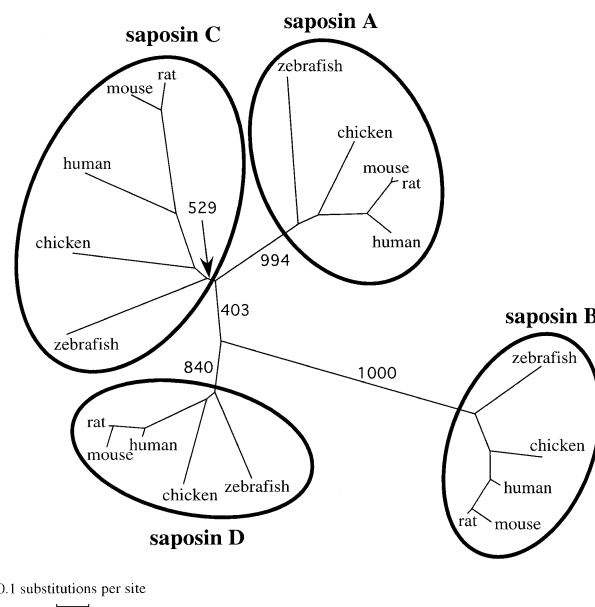 saposin A
saposin C
zebrafish
rat
mouse
chicken
human
mouse
rat
529
human
chicken
994
zebrafish
403
saposin B
zebrafish
840
1000
rat
human
mouse
chicken
zebrafish
chicken
human
rat
mouse
saposin D
0.1 substitutions per site